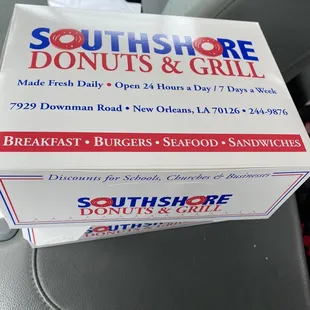 SOUTHSHORE
DONUTS & GRILL
Made Fresh Daily • Open 24 Hours a Day / 7 Days a Week
7929 Downman Road • New Orleans, LA 70126 • 244-9876
BREAKFAST • BURGERS • SEAFOOD • SANDWICHES
Discounts for Schools, Churches & Businesses
SOUTHSHORE
DONUTS & GRILL
SOUTHSHORE